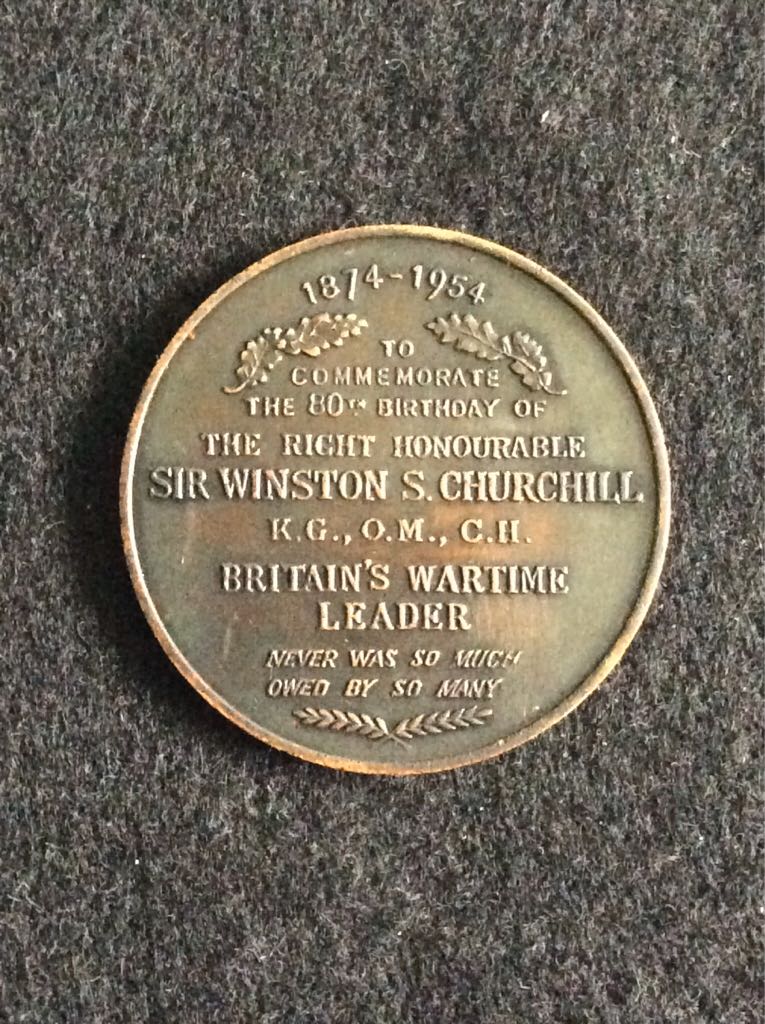 1874-1954
TO
COMMEMORATE
THE 80TH BIRTHDAY OF
THE RIGHT HONOURABLE
SIR WINSTON S. CHURCHILL
K.G., O.M., C.H.
BRITAIN'S WARTIME
LEADER
NEVER WAS SO MUCH
OWED BY SO MANY